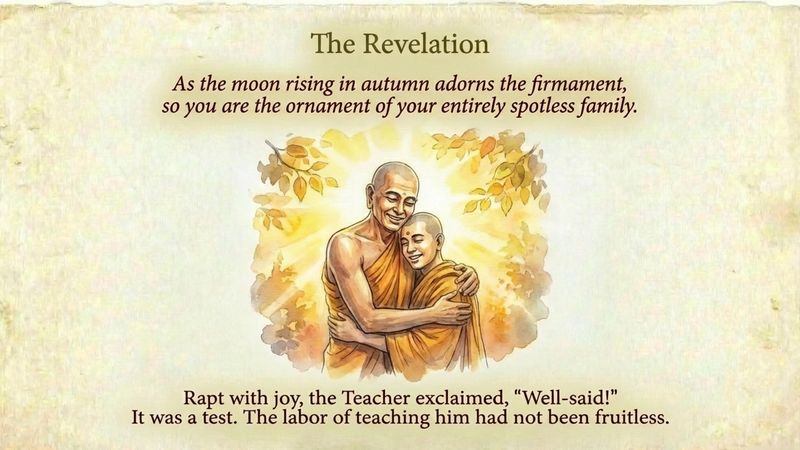 The Revelation
As the moon rising in autumn adorns the firmament,
so you are the ornament of your entirely spotless family.
Rapt with joy, the Teacher exclaimed, “Well-said!”
It was a test. The labor of teaching him had not been fruitless.